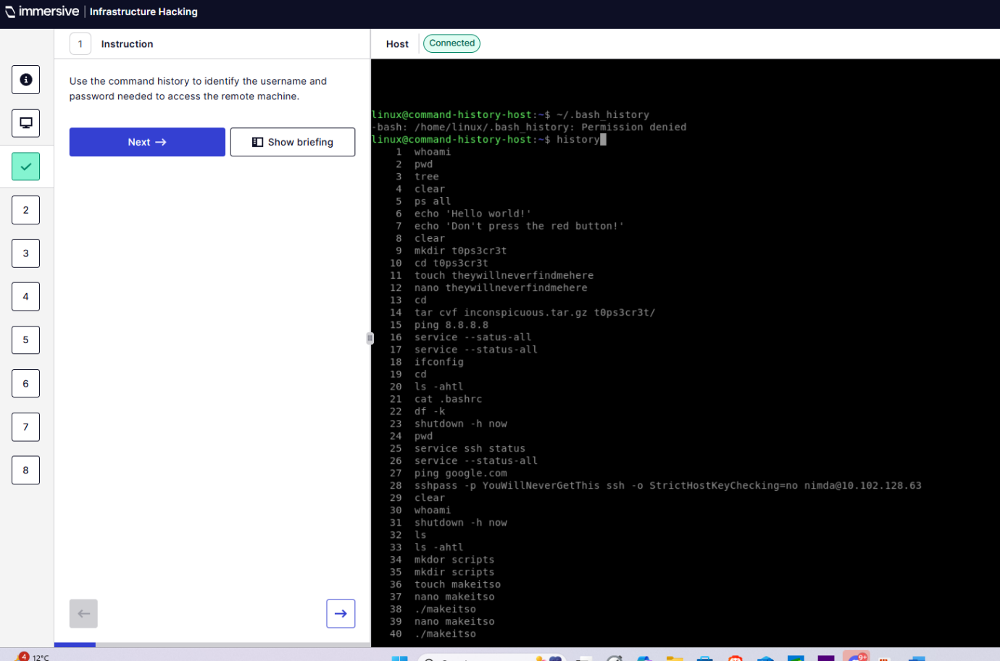 immersive | Infrastructure Hacking
1 Instruction
Host Connected
Use the command history to identify the username and
password needed to access the remote machine.
Next →
Show briefing
2
3
4
5
6
7
8
linux@command-history-host:~$ ~/.bash_history
-bash: /home/linux/.bash_history: Permission denied
linux@command-history-host:~$ history
1 whoami
2 pwd
3 tree
4 clear
5 ps all
6 echo 'Hello world!'
7 echo 'Don't press the red button!'
8 clear
9 mkdir t0ps3cr3t
10 cd t0ps3cr3t
11 touch theywillneverfindmehere
12 nano theywillneverfindmehere
13 cd
14 tar cvf inconspicuous.tar.gz t0ps3cr3t/
15 ping 8.8.8.8
16 service --satus-all
17 service --status-all
18 ifconfig
19 cd
20 ls -ahtl
21 cat .bashrc
22 df -k
23 shutdown -h now
24 pwd
25 service ssh status
26 service --status-all
27 ping google.com
28 sshpass -p YouWillNeverGetThis ssh -o StrictHostKeyChecking=no nimda@10.102.128.63
29 clear
30 whoami
31 shutdown -h now
32 ls
33 ls -ahtl
34 mkdor scripts
35 mkdir scripts
36 touch makeitso
37 nano makeitso
38 ./makeitso
39 nano makeitso
40 ./makeitso
4
12°C
9+